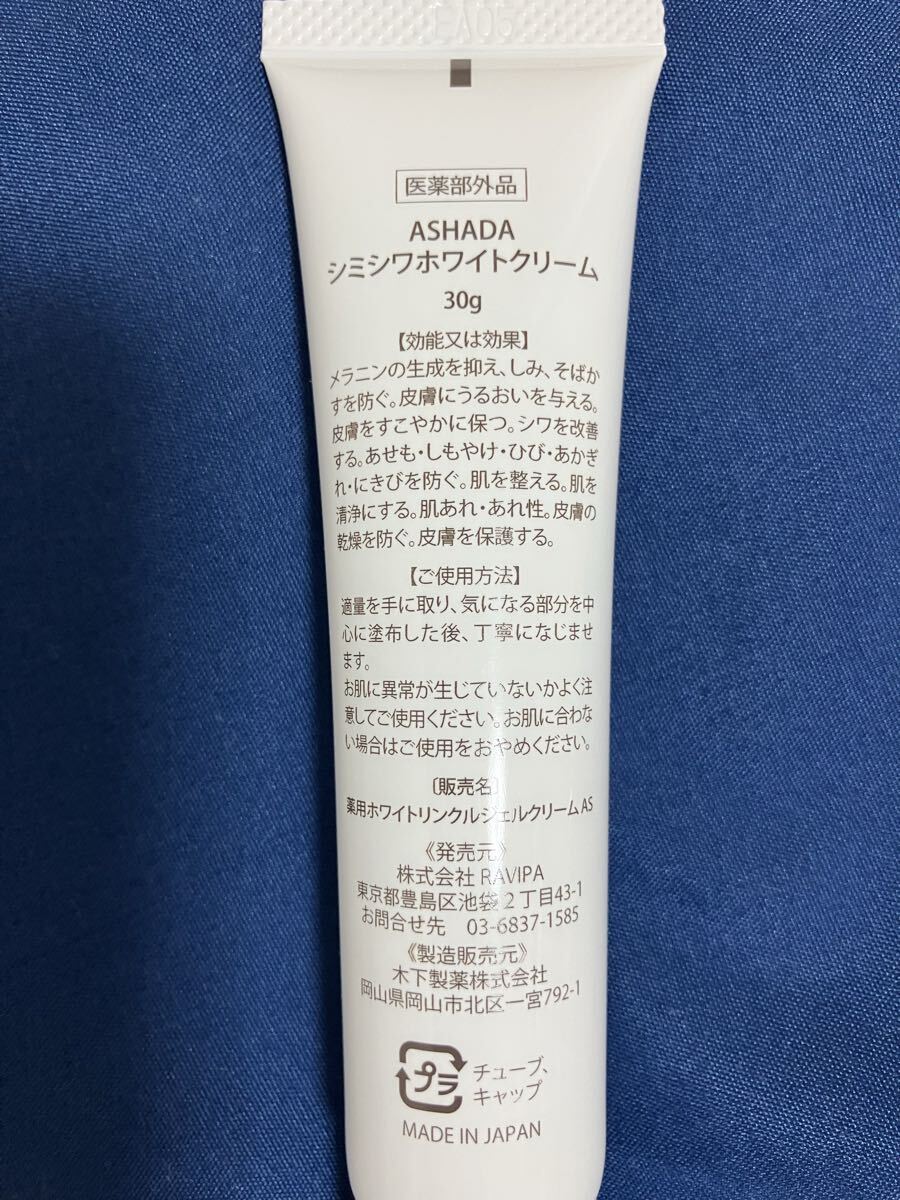 EA05
医薬部外品
ASHADA
シミシワホワイトクリーム
30g
【効能又は効果】
メラニンの生成を抑え、しみ、そばか
すを防ぐ。皮膚にうるおいを与える。
皮膚をすこやかに保つ。シワを改善
する。あせも・しもやけ・ひび・あかぎ
れ・にきびを防ぐ。肌を整える。肌を
清浄にする。肌あれ・あれ性。皮膚の
乾燥を防ぐ。皮膚を保護する。
【ご使用方法】
適量を手に取り、気になる部分を中
心に塗布した後、丁寧になじませ
ます。
お肌に異常が生じていないかよく注
意してご使用ください。お肌に合わな
い場合はご使用をおやめください。
〔販売名〕
薬用ホワイトリンクルジェルクリームAS
《発売元》
株式会社 RAVIPA
東京都豊島区池袋2丁目43-1
お問合せ先 03-6837-1585
《製造販売元》
木下製薬株式会社
岡山県岡山市北区一宮792-1
プラ
チューブ、
キャップ
MADE IN JAPAN